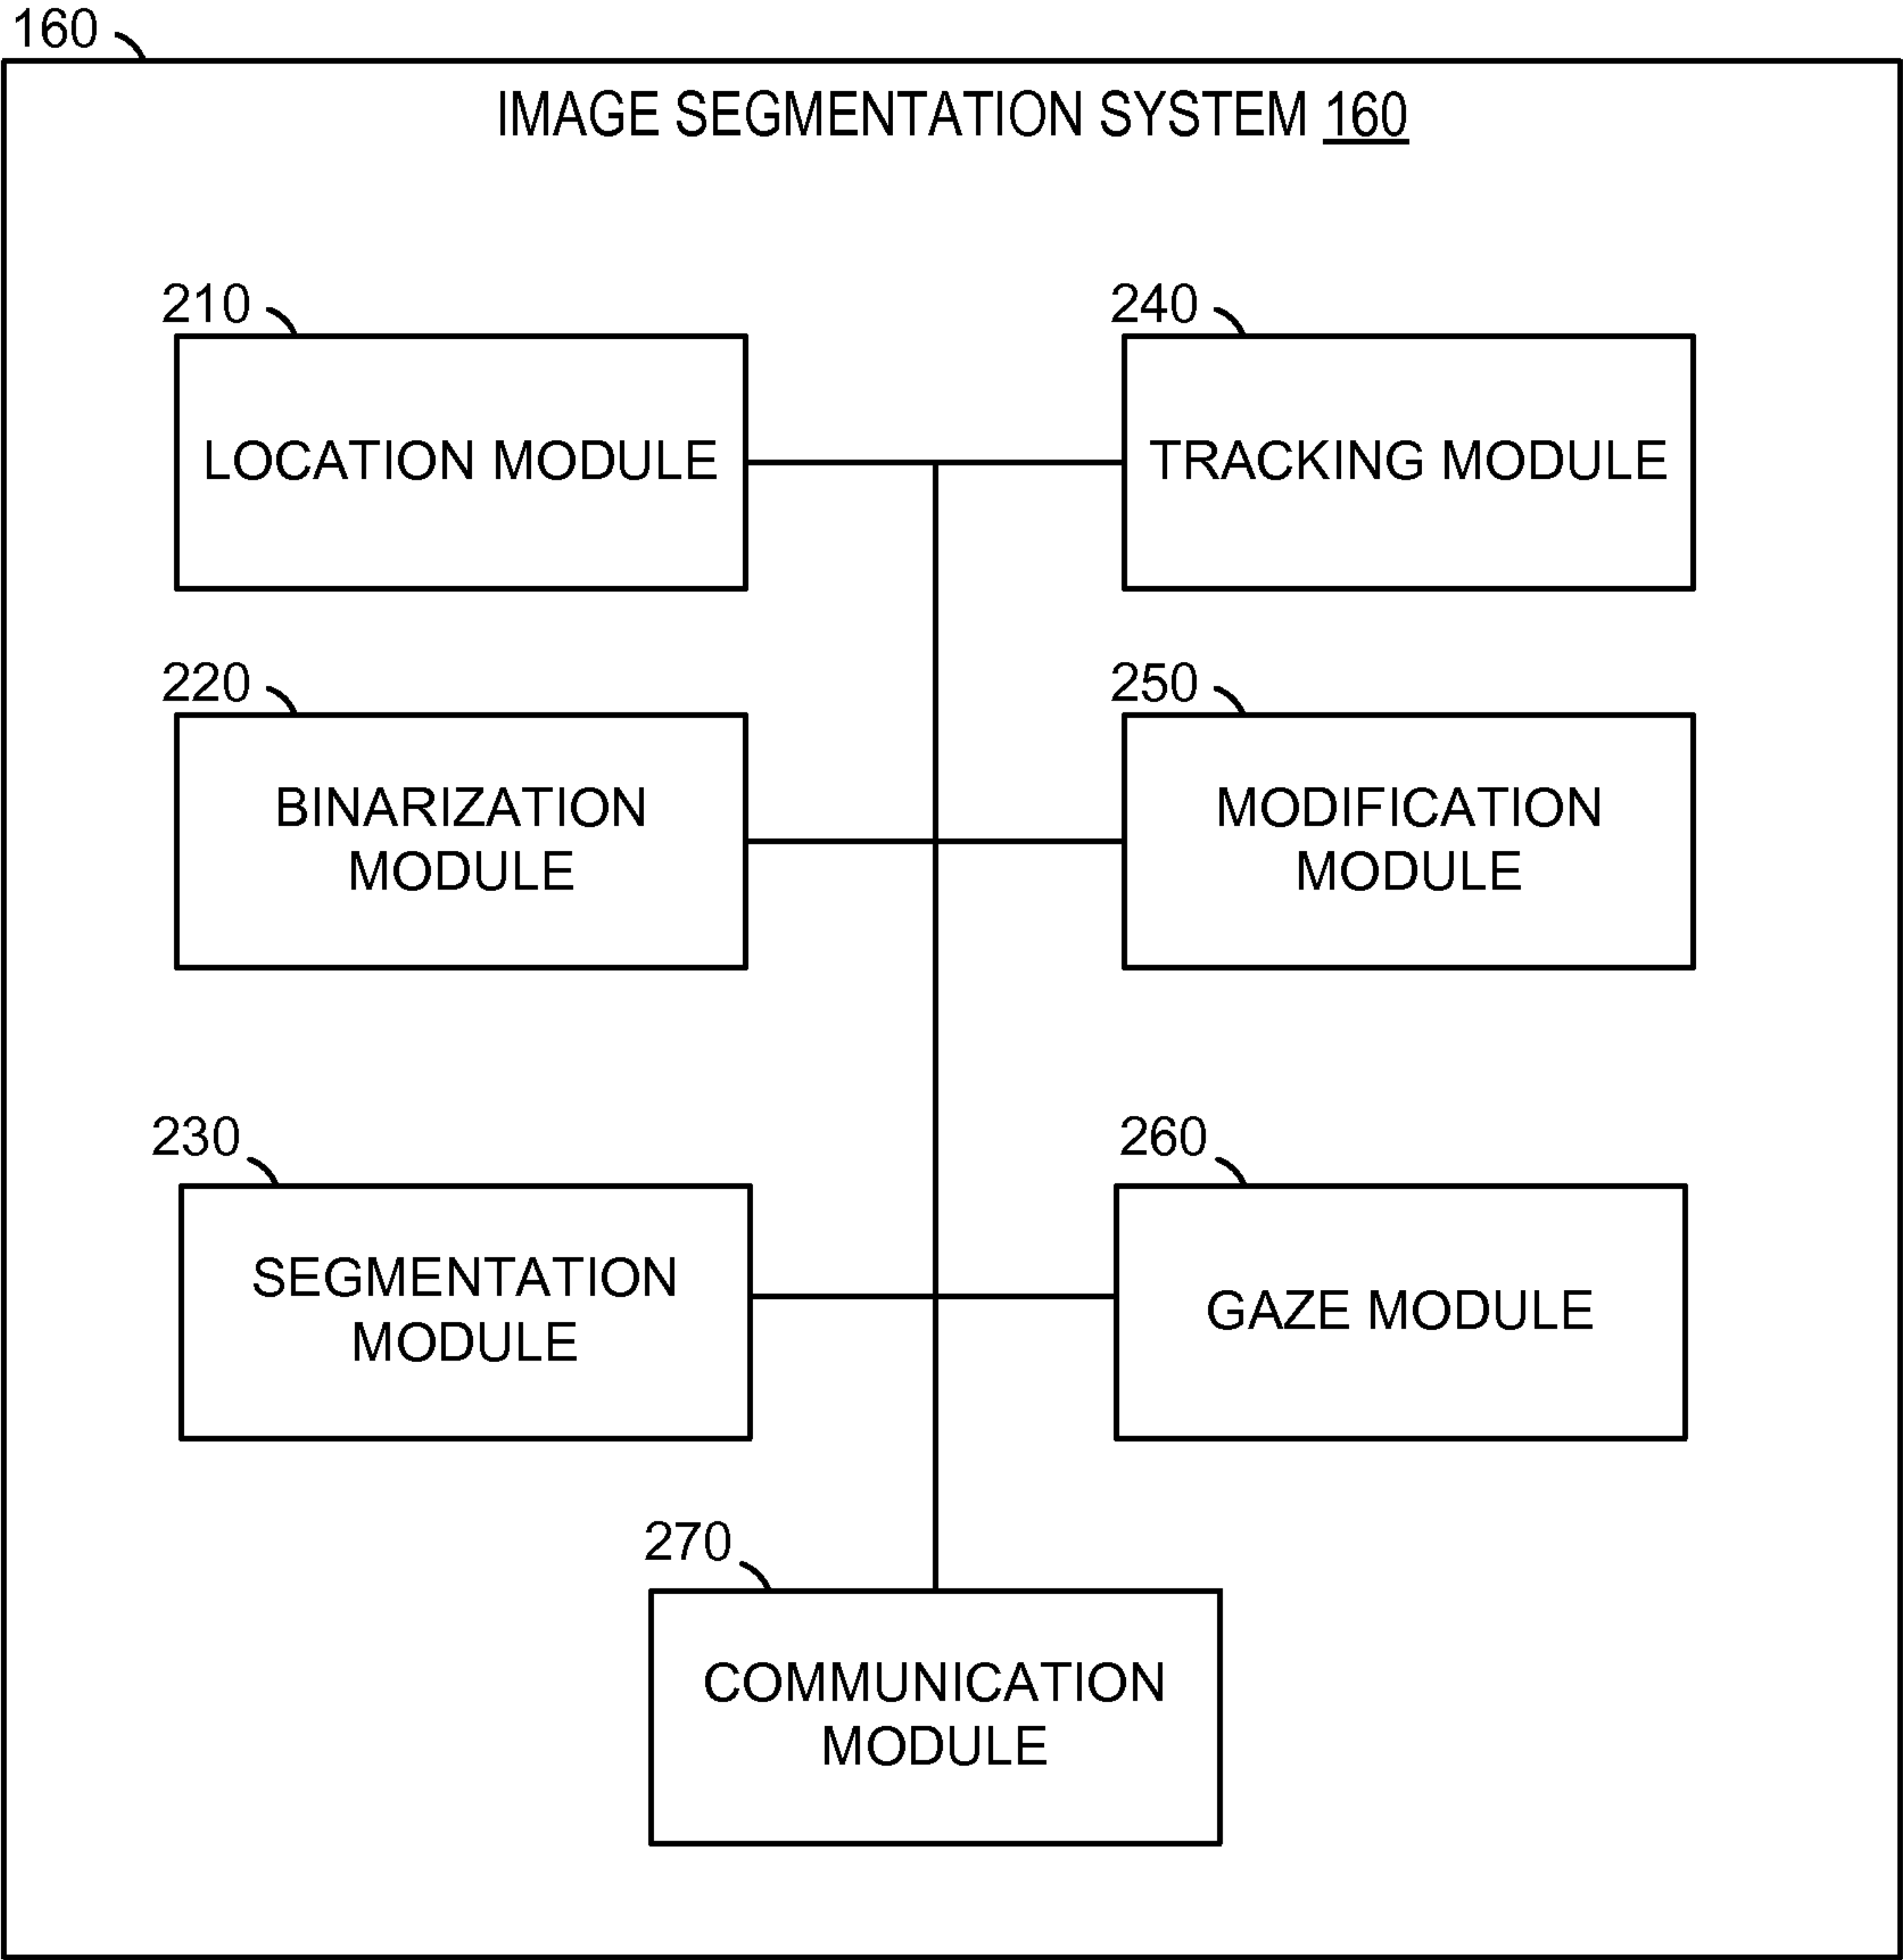 160
IMAGE SEGMENTATION SYSTEM 160
210
LOCATION MODULE
240
TRACKING MODULE
220
BINARIZATION
MODULE
250
MODIFICATION
MODULE
230
SEGMENTATION
MODULE
260
GAZE MODULE
270
COMMUNICATION
MODULE